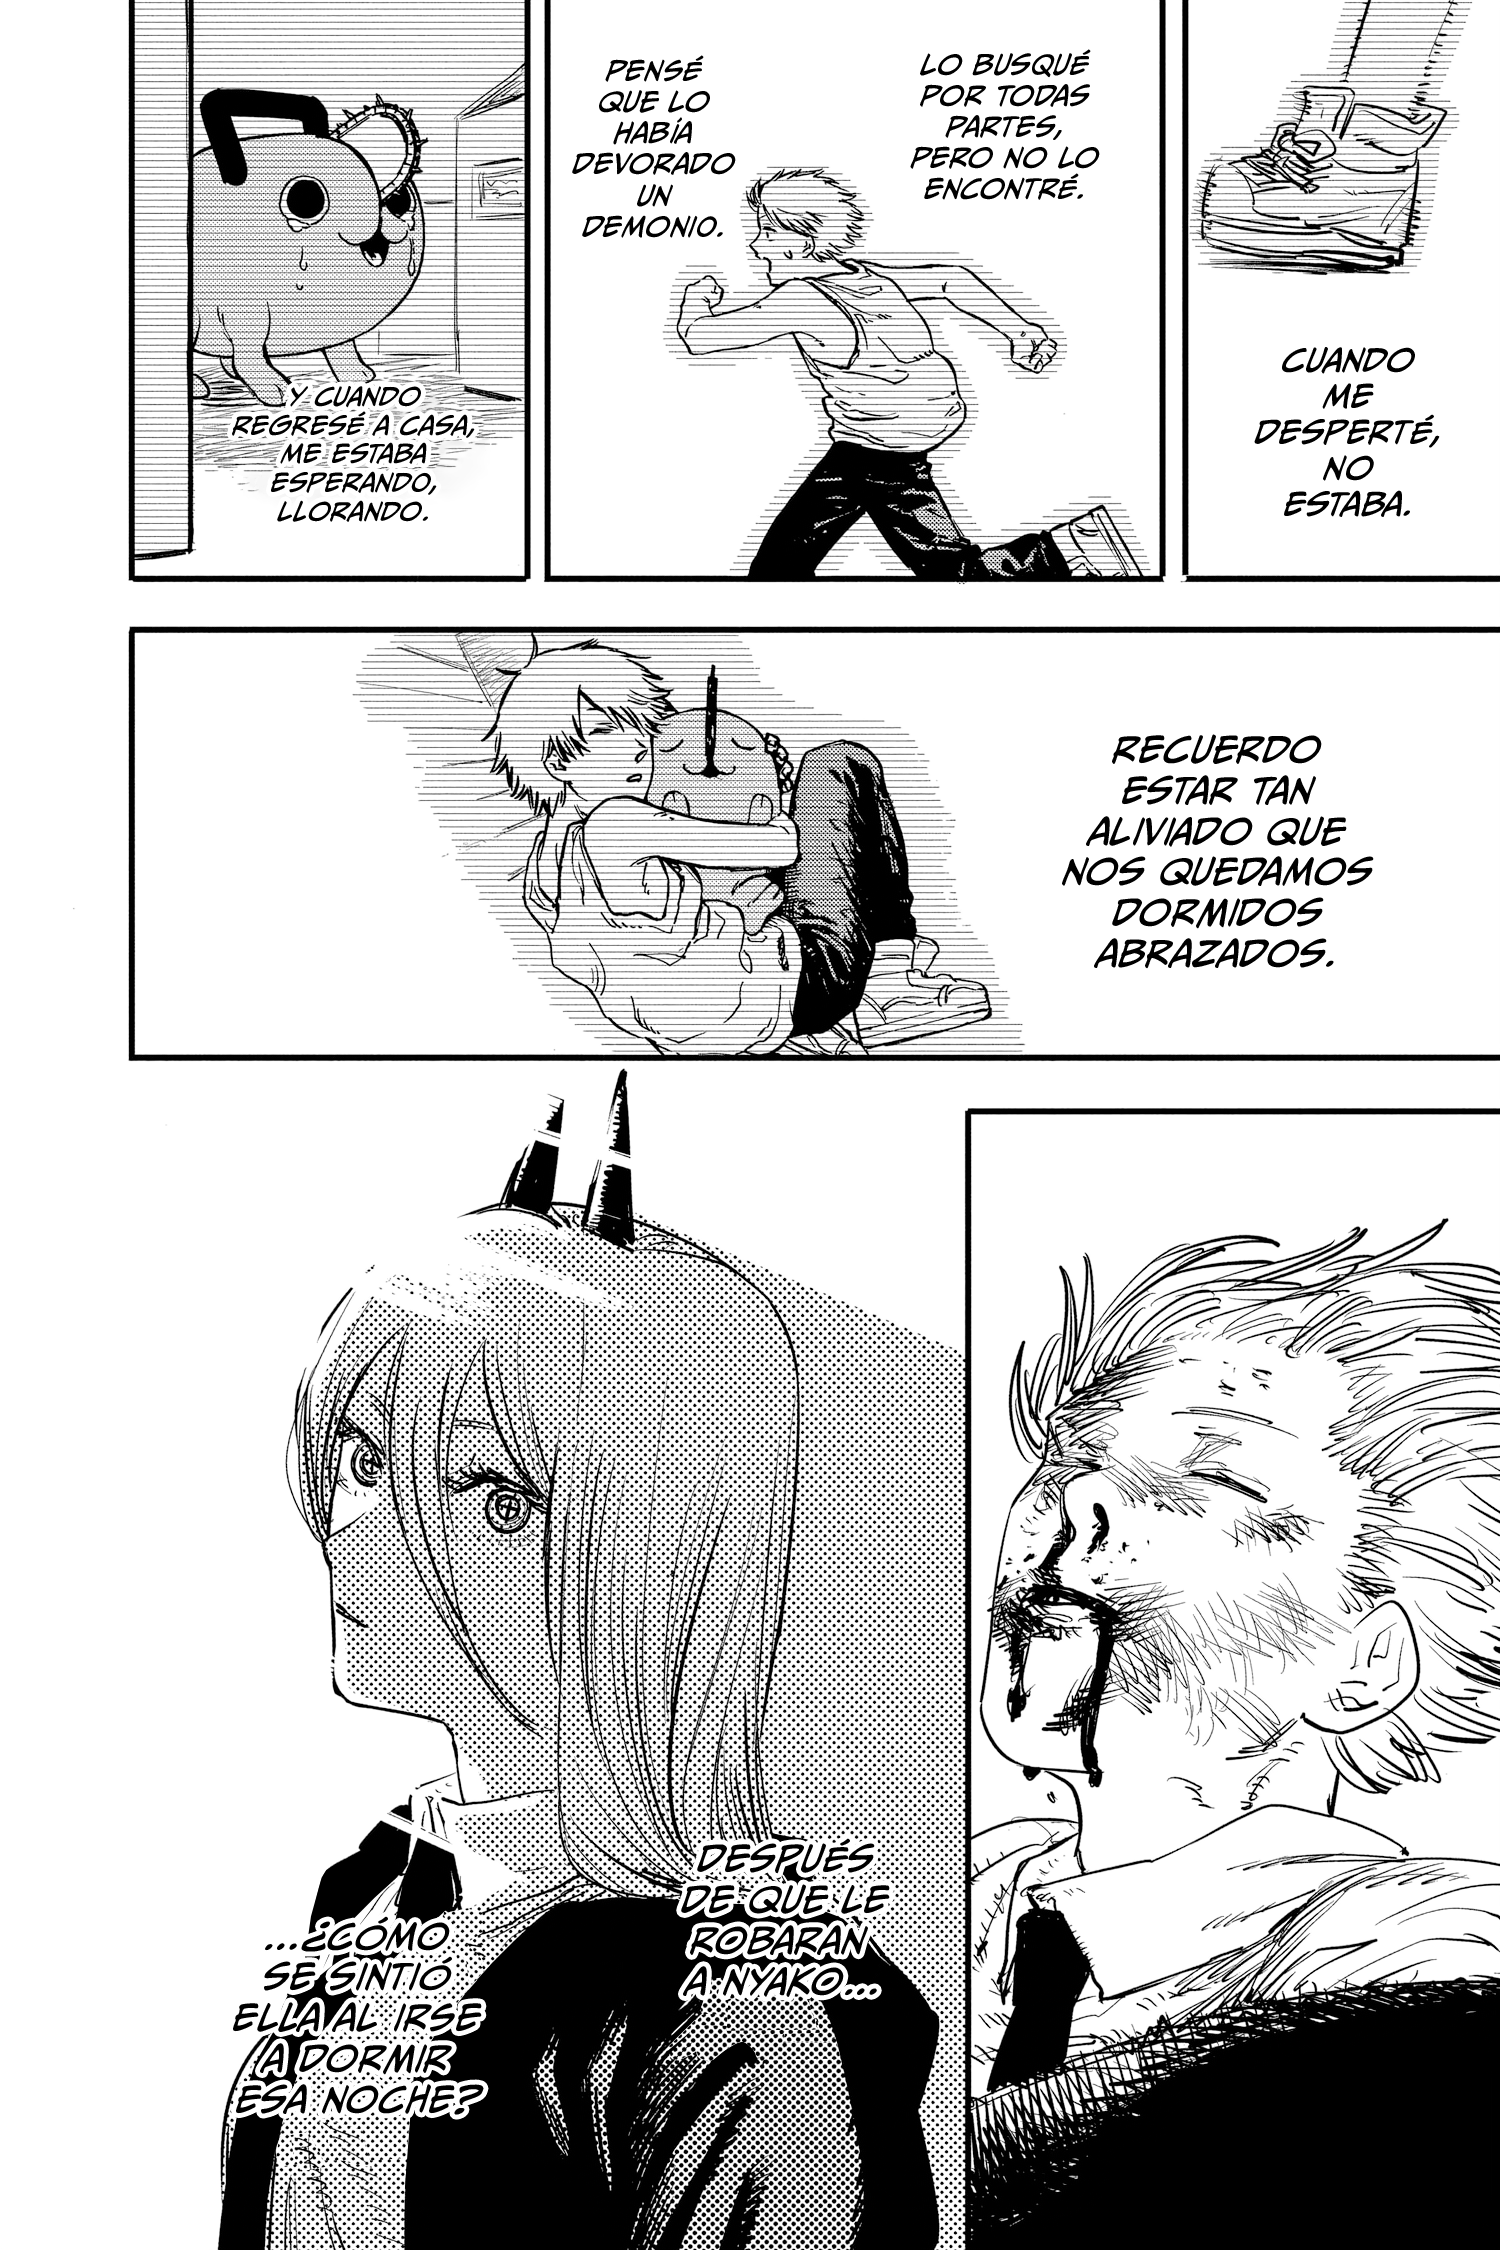 CUANDO
ME
DESPERTÉ,
NO
ESTABA.
LO BUSQUÉ
POR TODAS
PARTES,
PERO NO LO
ENCONTRÉ.
PENSÉ
QUE LO
HABÍA
DEVORADO
UN
DEMONIO.
Y CUANDO
REGRESÉ A CASA,
ME ESTABA
ESPERANDO,
LLORANDO.
RECUERDO
ESTAR TAN
ALIVIADO QUE
NOS QUEDAMOS
DORMIDOS
ABRAZADOS.
DESPUÉS
DE QUE LE
ROBARAN
A NYAKO...
...¿CÓMO
SE SINTIÓ
ELLA AL IRSE
A DORMIR
ESA NOCHE?